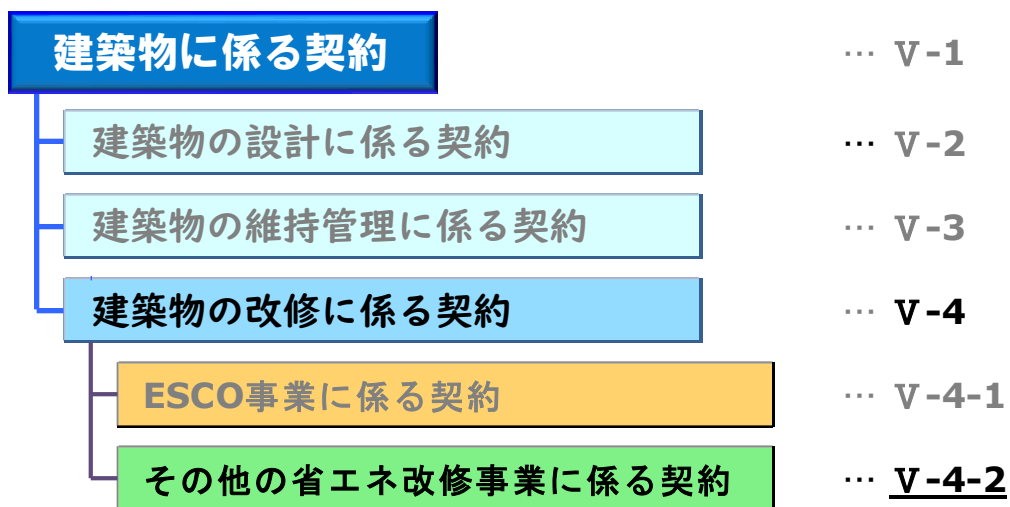 建築物に係る契約 … Ⅴ-1
建築物の設計に係る契約 … Ⅴ-2
建築物の維持管理に係る契約 … Ⅴ-3
建築物の改修に係る契約 … Ⅴ-4
ESCO事業に係る契約 … Ⅴ-4-1
その他の省エネ改修事業に係る契約 … Ⅴ-4-2